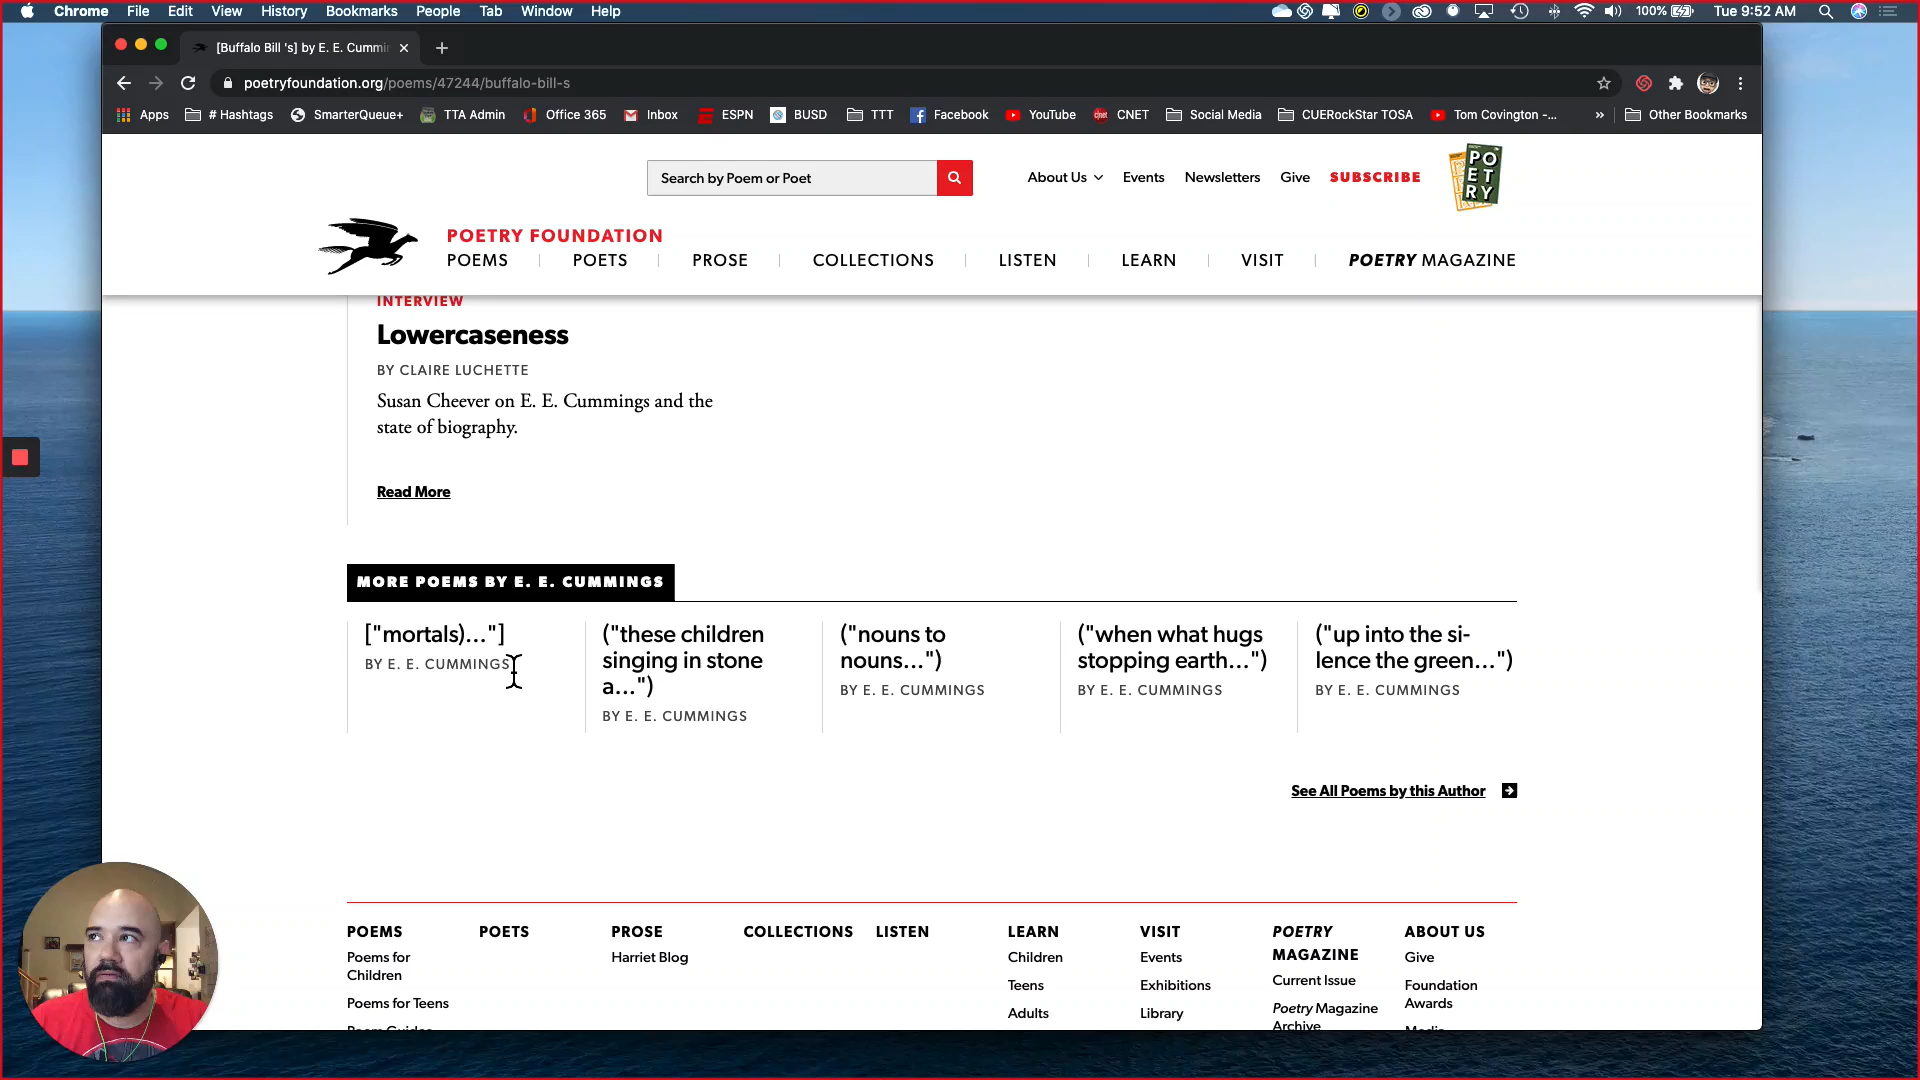 Chrome File Edit View History Bookmarks People Tab Window Help 100% Tue 9:52 AM
[Buffalo Bill 's] by E. E. Cummin
poetryfoundation.org/poems/47244/buffalo-bill-s
Apps # Hashtags SmarterQueue+ TTA Admin Office 365 Inbox ESPN BUSD TTT Facebook YouTube CNET Social Media CUERockStar TOSA Tom Covington -... » Other Bookmarks
Search by Poem or Poet About Us Events Newsletters Give SUBSCRIBE
PO
ET
RY
POETRY FOUNDATION
POEMS POETS PROSE COLLECTIONS LISTEN LEARN VISIT POETRY MAGAZINE
INTERVIEW
Lowercaseness
BY CLAIRE LUCHETTE
Susan Cheever on E. E. Cummings and the
state of biography.
Read More
MORE POEMS BY E. E. CUMMINGS
["mortals)..."]
BY E. E. CUMMINGS
("these children
singing in stone
a...")
BY E. E. CUMMINGS
("nouns to
nouns...")
BY E. E. CUMMINGS
("when what hugs
stopping earth...")
BY E. E. CUMMINGS
("up into the si-
lence the green...")
BY E. E. CUMMINGS
See All Poems by this Author
POEMS
Poems for
Children
Poems for Teens
Poem Guides
POETS
PROSE
Harriet Blog
COLLECTIONS
LISTEN
LEARN
Children
Teens
Adults
VISIT
Events
Exhibitions
Library
POETRY
MAGAZINE
Current Issue
Poetry Magazine
Archive
ABOUT US
Give
Foundation
Awards
Media